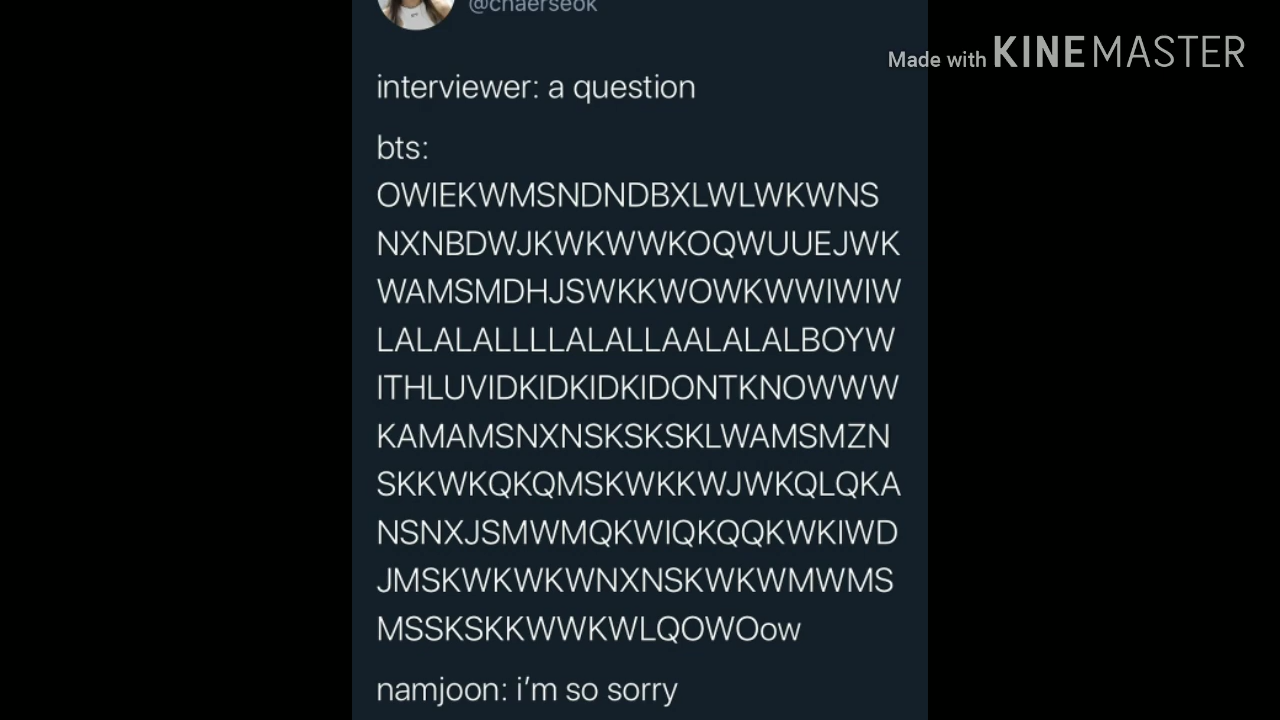 @chaerseok
Made with KINEMASTER
interviewer: a question
bts:
OWIEKWMSNDNDBXLWLWKWNS
NXNBDWJKWKWWKOQWUUEJWK
WAMSMDHJSWKKWOWKWWIWIW
LALALALLLLALALLAALALALBOYW
ITHLUVIDKIDKIDKIDONTKNOWWW
KAMAMSNXNSKSKSKLWAMSMZN
SKKWKQKQMSKWKKWJWKQLQKA
NSNXJSMWMQKWIQKQQKWKIWD
JMSKWKWKWNXNSKWKWMWMS
MSSKSKKWWKWLQOWOow
namjoon: i’m so sorry